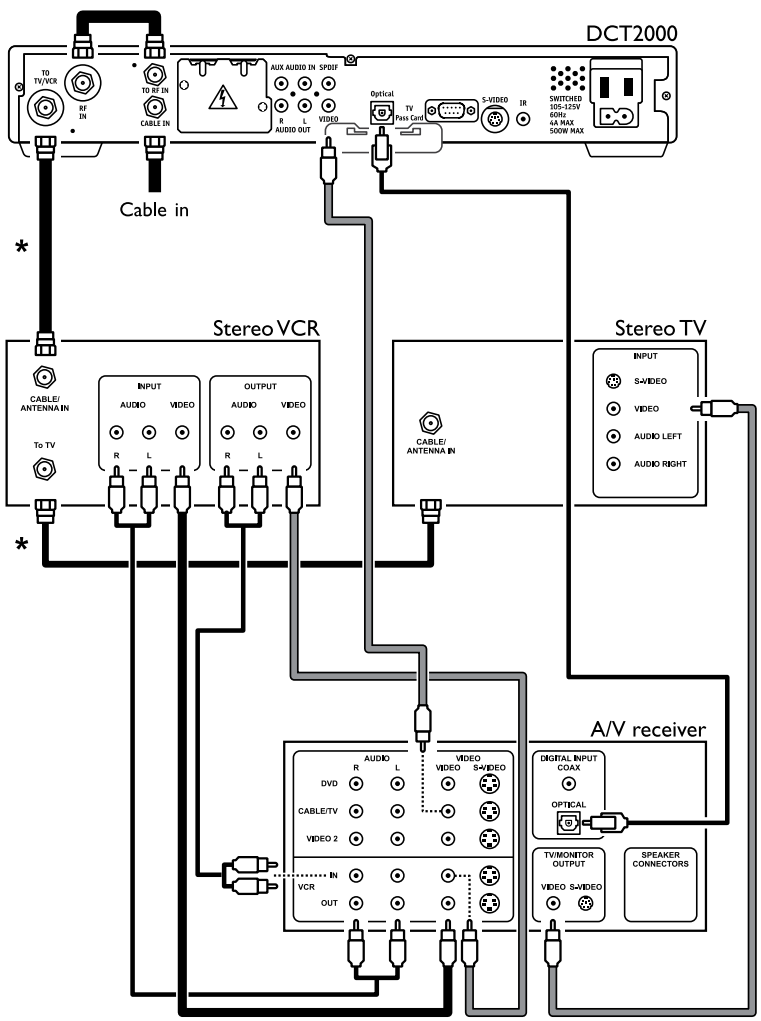 DCT2000
TO
TV/VCR
RF
IN
TO RF IN
CABLE IN
AUX AUDIO IN SPDIF
R L VIDEO
AUDIO OUT
Optical
TV
Pass Card
S-VIDEO
IR
SWITCHED
105-125V
60Hz
4A MAX
500W MAX
Cable in
*
Stereo VCR
CABLE/
ANTENNA IN
To TV
INPUT
AUDIO VIDEO
R L
OUTPUT
AUDIO VIDEO
R L
*
Stereo TV
CABLE/
ANTENNA IN
INPUT
S-VIDEO
VIDEO
AUDIO LEFT
AUDIO RIGHT
A/V receiver
AUDIO VIDEO
R L VIDEO S-VIDEO
DVD
CABLE/TV
VIDEO 2
IN
VCR
OUT
DIGITAL INPUT
COAX
OPTICAL
TV/MONITOR
OUTPUT
VIDEO S-VIDEO
SPEAKER
CONNECTORS